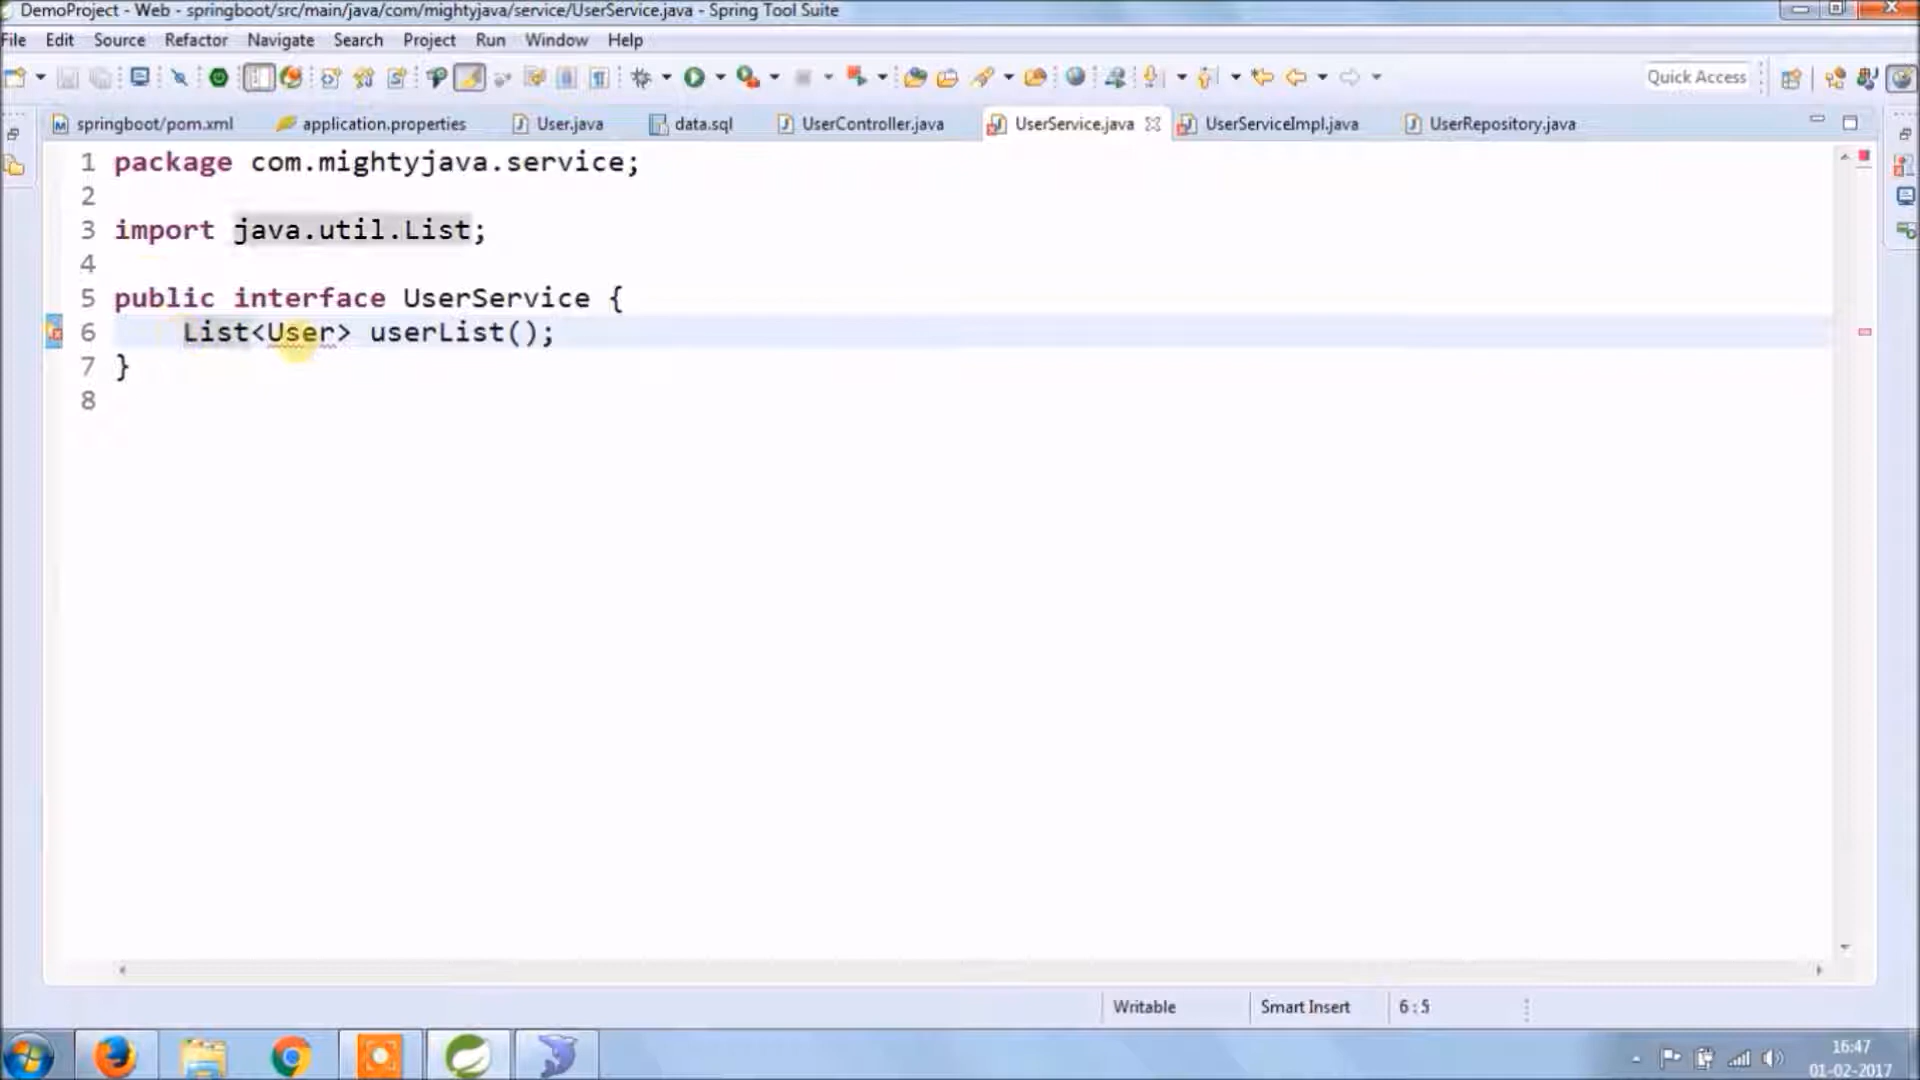 DemoProject - Web - springboot/src/main/java/com/mightyjava/service/UserService.java - Spring Tool Suite
File Edit Source Refactor Navigate Search Project Run Window Help
Quick Access
springboot/pom.xml application.properties User.java data.sql UserController.java UserService.java UserServiceImpl.java UserRepository.java
1 package com.mightyjava.service;
2
3 import java.util.List;
4
5 public interface UserService {
6 List<User> userList();
7 }
8
Writable Smart Insert 6 : 5
16:47
01-02-2017